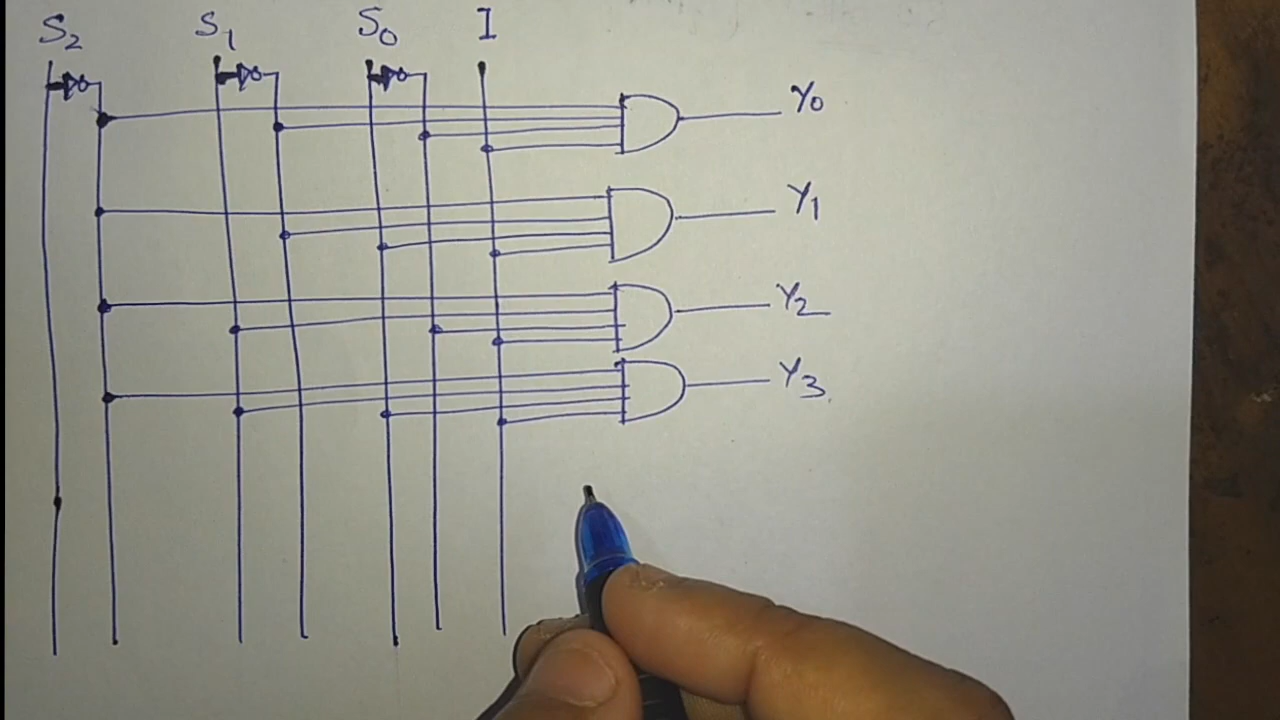 S₂ S₁ S₀ I
Y₀
Y₁
Y₂
Y₃